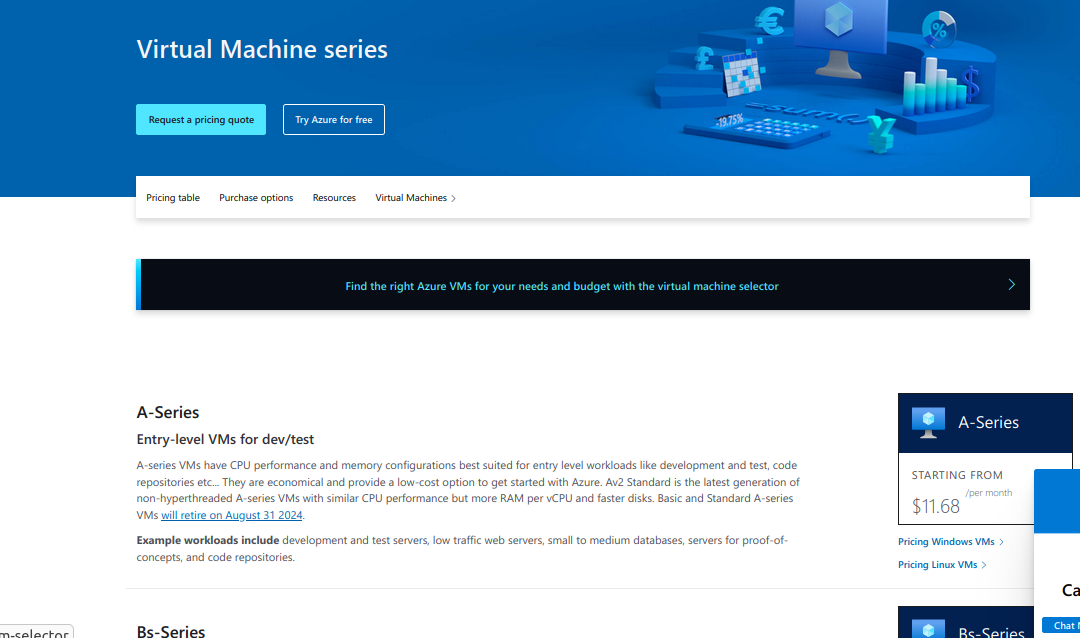 Virtual Machine series
Request a pricing quote
Try Azure for free
-19.75%
Pricing table
Purchase options
Resources
Virtual Machines
Find the right Azure VMs for your needs and budget with the virtual machine selector
A-Series
Entry-level VMs for dev/test
A-series VMs have CPU performance and memory configurations best suited for entry level workloads like development and test, code
repositories etc... They are economical and provide a low-cost option to get started with Azure. Av2 Standard is the latest generation of
non-hyperthreaded A-series VMs with similar CPU performance but more RAM per vCPU and faster disks. Basic and Standard A-series
VMs will retire on August 31 2024.
Example workloads include development and test servers, low traffic web servers, small to medium databases, servers for proof-of-
concepts, and code repositories.
A-Series
STARTING FROM
/per month
$11.68
Pricing Windows VMs
Pricing Linux VMs
Ca
Chat
m-selector
Bs-Series
Bs-Series